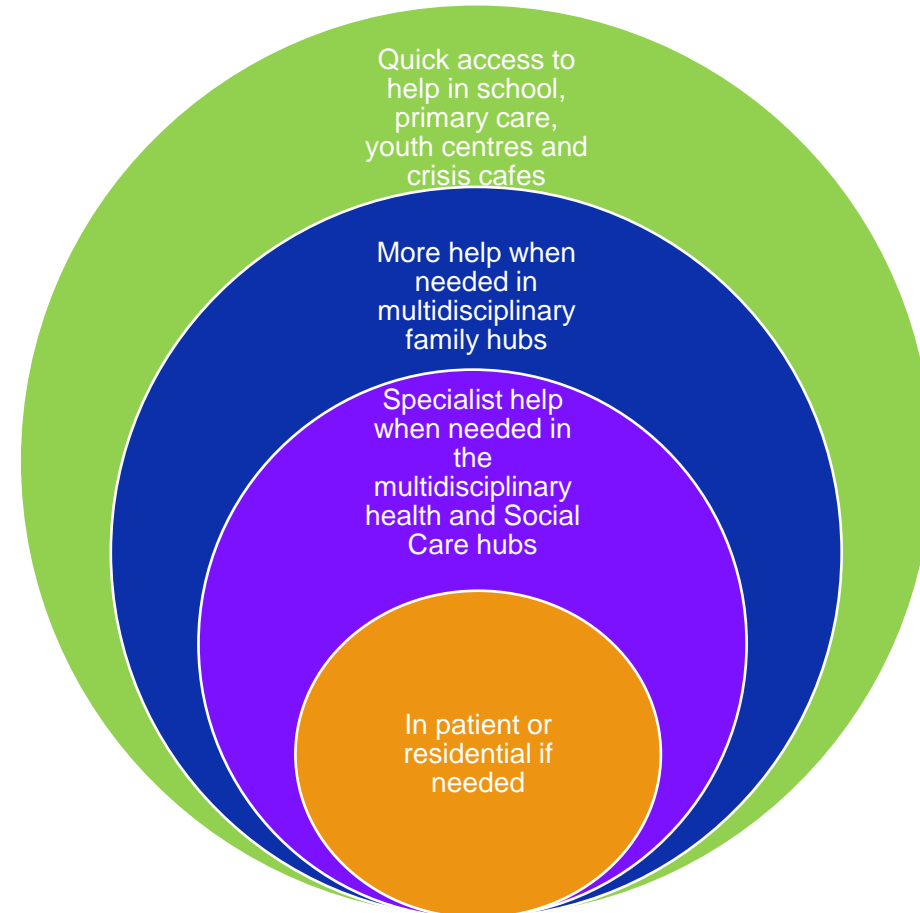 Quick access to
help in school,
primary care,
youth centres and
crisis cafes
More help when
needed in
multidisciplinary
family hubs
Specialist help
when needed in
the
multidisciplinary
health and Social
Care hubs
In patient or
residential if
needed